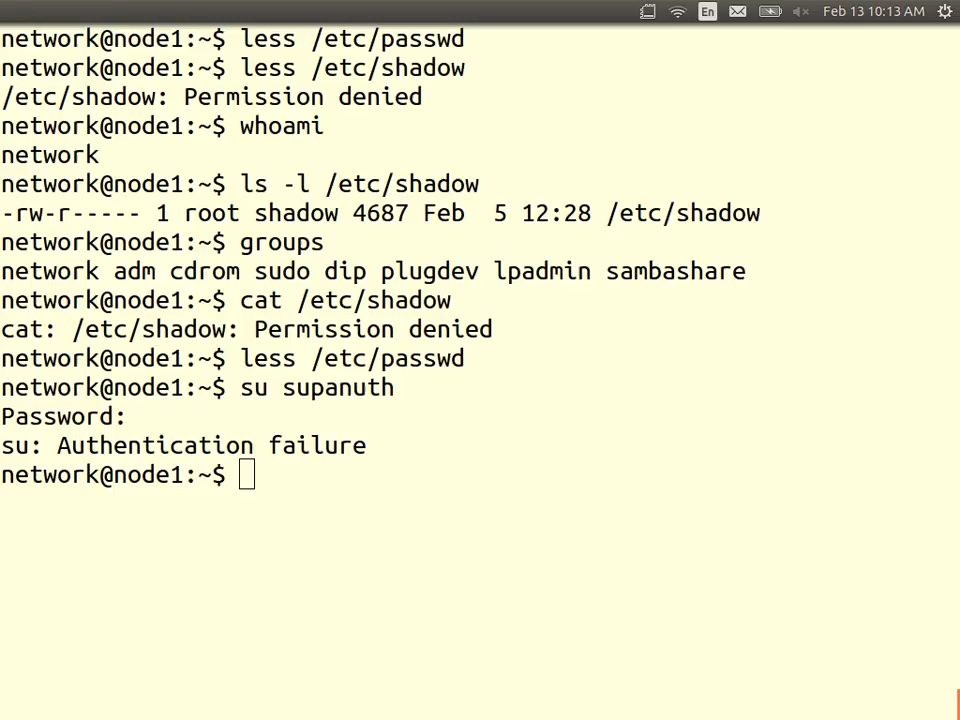 En Feb 13 10:13 AM
network@node1:~$ less /etc/passwd
network@node1:~$ less /etc/shadow
/etc/shadow: Permission denied
network@node1:~$ whoami
network
network@node1:~$ ls -l /etc/shadow
-rw-r----- 1 root shadow 4687 Feb  5 12:28 /etc/shadow
network@node1:~$ groups
network adm cdrom sudo dip plugdev lpadmin sambashare
network@node1:~$ cat /etc/shadow
cat: /etc/shadow: Permission denied
network@node1:~$ less /etc/passwd
network@node1:~$ su supanuth
Password:
su: Authentication failure
network@node1:~$